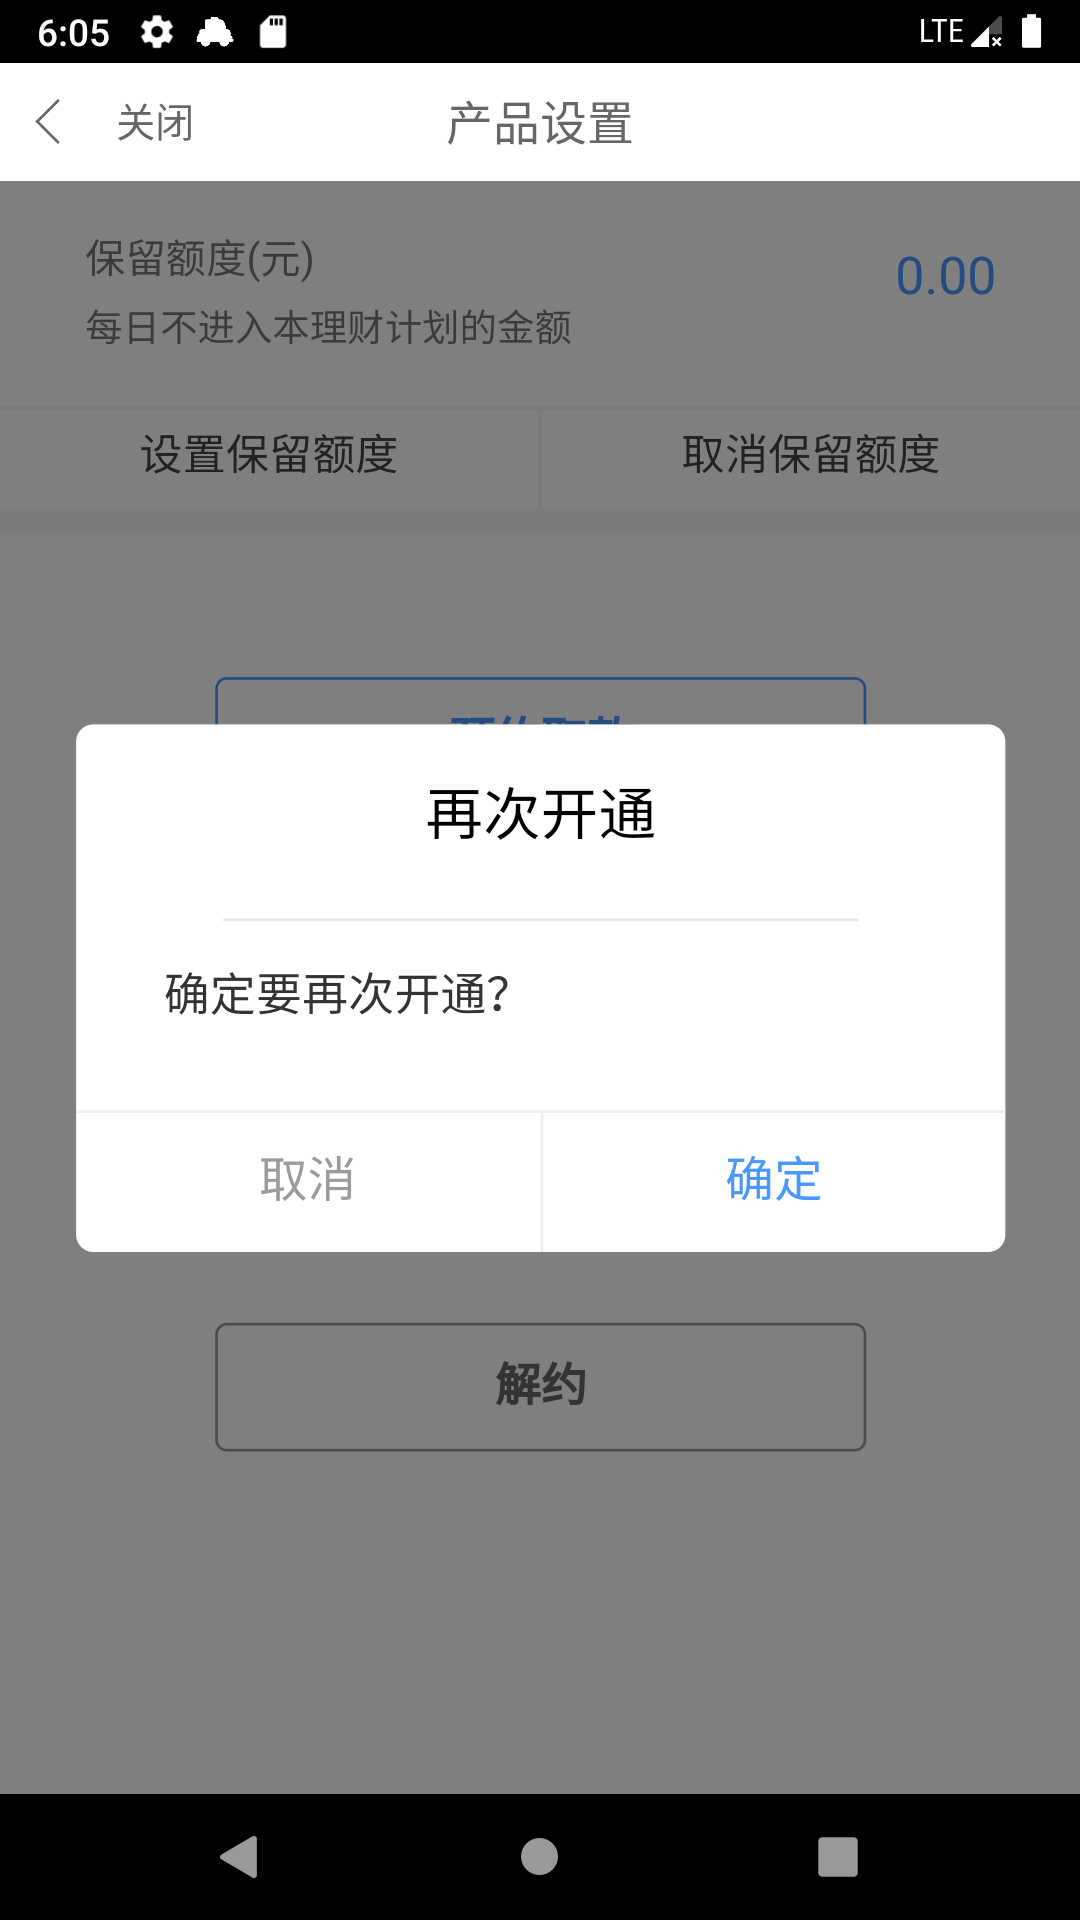 6:05
LTE
关闭
产品设置
保留额度(元)
0.00
每日不进入本理财计划的金额
设置保留额度
取消保留额度
再次开通
确定要再次开通?
取消
确定
解约